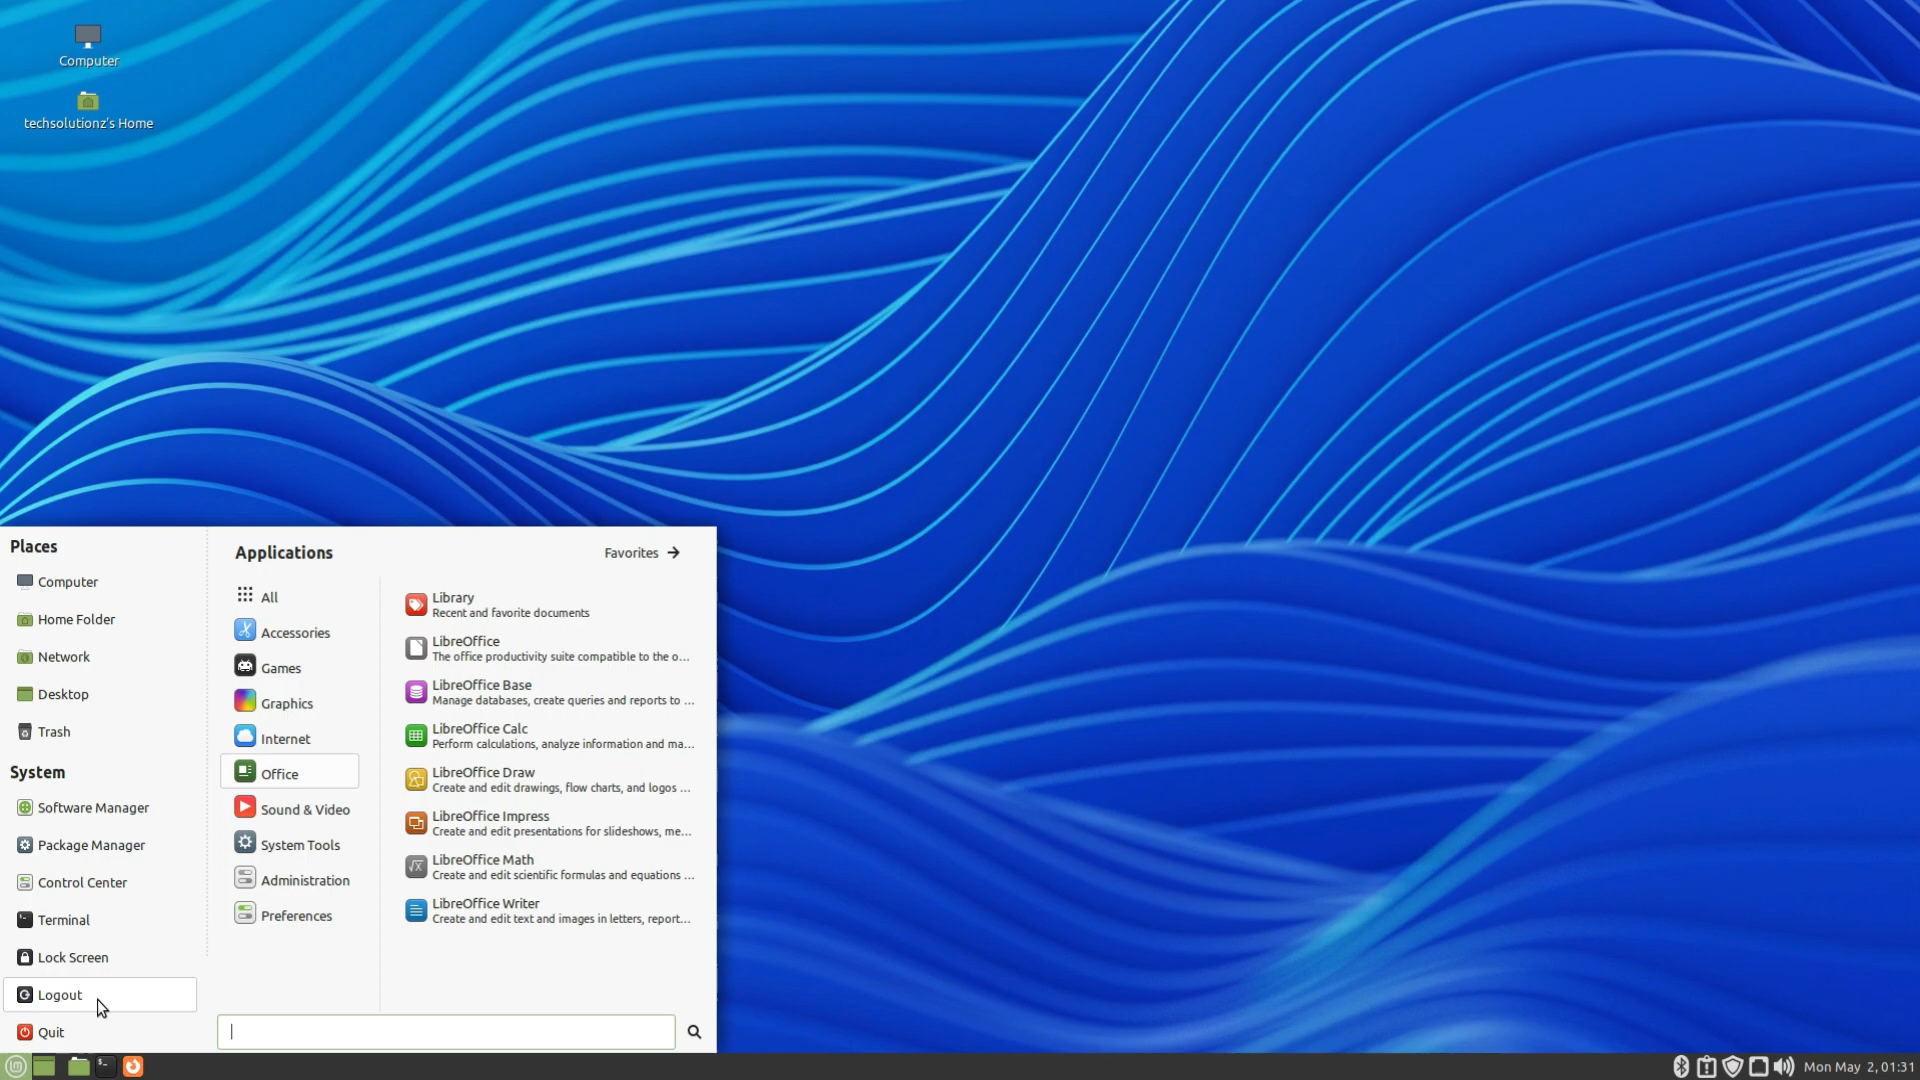 Computer
techsolutionz's Home
Places
Computer
Home Folder
Network
Desktop
Trash
System
Software Manager
Package Manager
Control Center
Terminal
Lock Screen
Logout
Quit
Applications
Favorites
All
Accessories
Games
Graphics
Internet
Office
Sound & Video
System Tools
Administration
Preferences
Library
Recent and favorite documents
LibreOffice
The office productivity suite compatible to the o...
LibreOffice Base
Manage databases, create queries and reports to ...
LibreOffice Calc
Perform calculations, analyze information and ma...
LibreOffice Draw
Create and edit drawings, flow charts, and logos ...
LibreOffice Impress
Create and edit presentations for slideshows, me...
LibreOffice Math
Create and edit scientific formulas and equations ...
LibreOffice Writer
Create and edit text and images in letters, report...
Mon May 2, 01:31